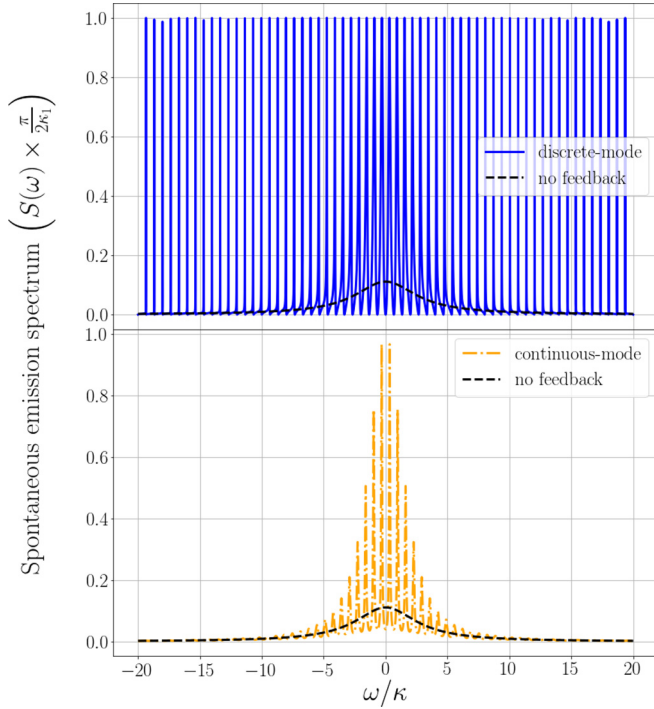 Spontaneous emission spectrum (S(ω) × π/2κ₁)
1.0
0.8
0.6
0.4
0.2
0.0
discrete-mode
no feedback
1.0
0.8
0.6
0.4
0.2
0.0
continuous-mode
no feedback
−20 −15 −10 −5 0 5 10 15 20
ω/κ